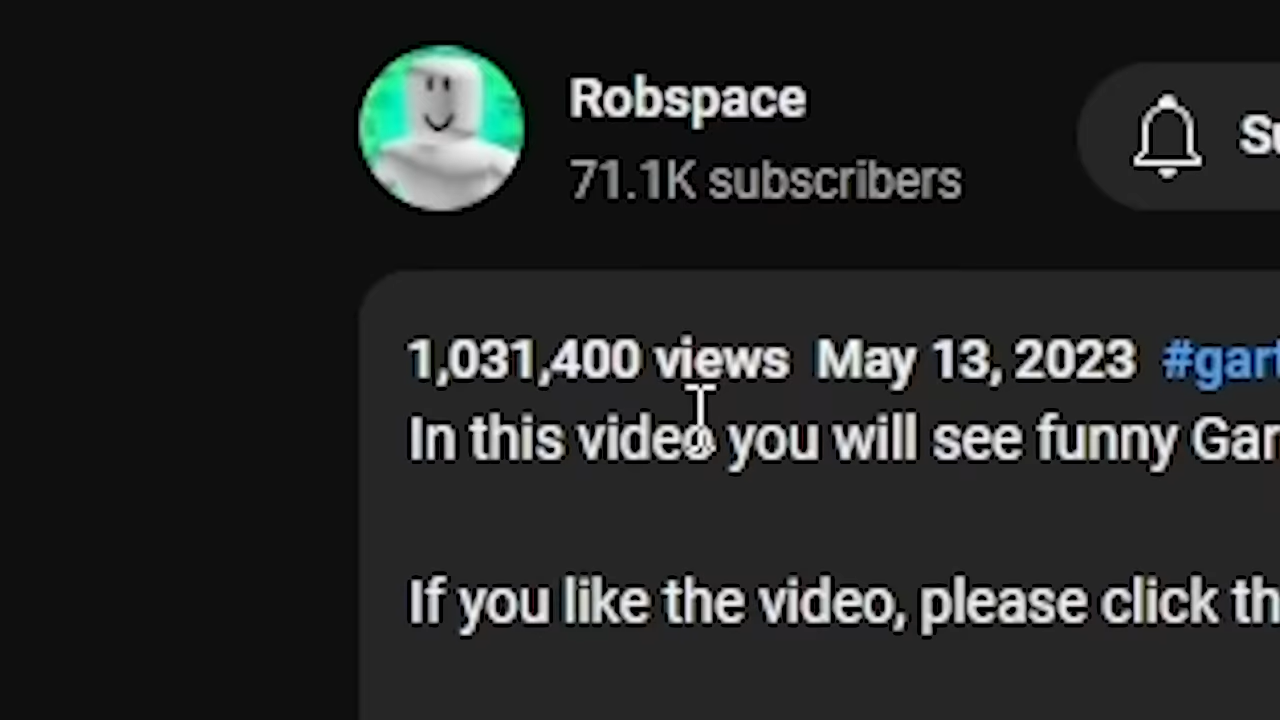 Robspace
71.1K subscribers
1,031,400 views May 13, 2023 #gar
In this video you will see funny Gar
If you like the video, please click th